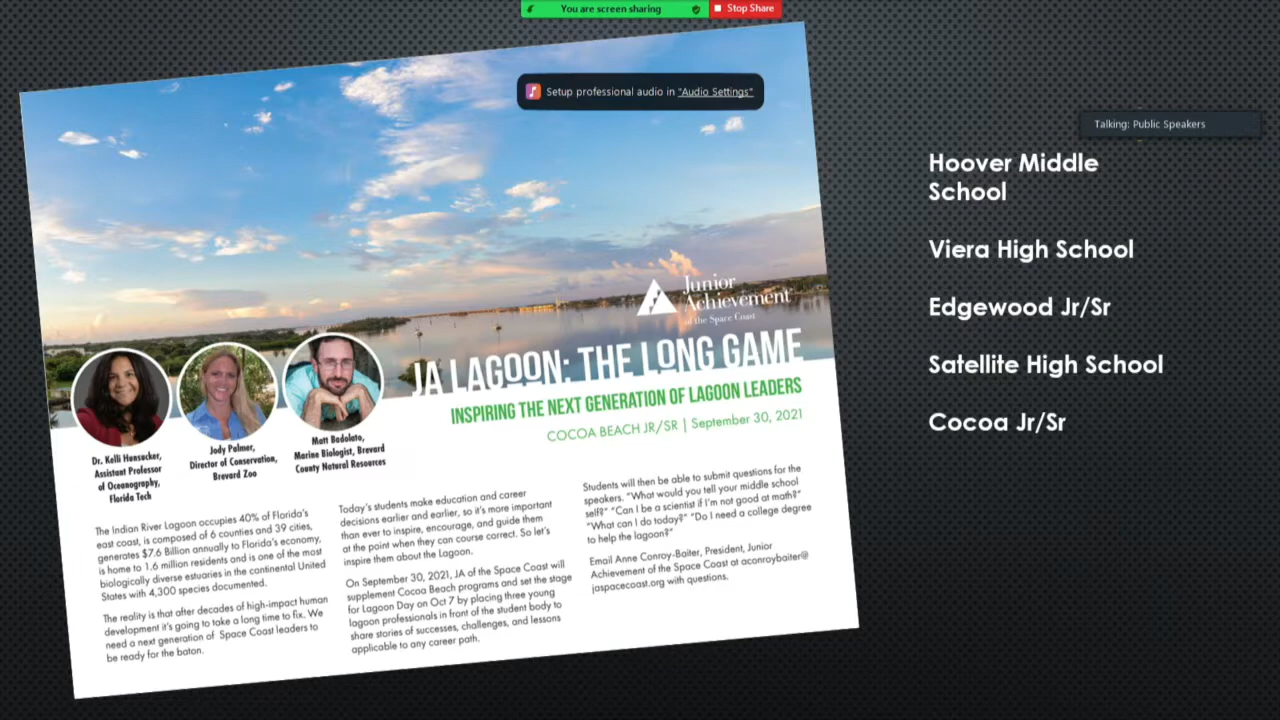 You are screen sharing
Stop Share
Setup professional audio in "Audio Settings"
Talking: Public Speakers
Junior
Achievement
of the Space Coast
JA LAGOON: THE LONG GAME
INSPIRING THE NEXT GENERATION OF LAGOON LEADERS
COCOA BEACH JR/SR | September 30, 2021
Dr. Kelli Hunsucker,
Assistant Professor
of Oceanography,
Florida Tech
Jody Palmer,
Director of Conservation,
Brevard Zoo
Matt Badolato,
Marine Biologist, Brevard
County Natural Resources
The Indian River Lagoon occupies 40% of Florida's
east coast, is composed of 6 counties and 39 cities,
generates $7.6 Billion annually to Florida's economy,
is home to 1.6 million residents and is one of the most
biologically diverse estuaries in the continental United
States with 4,300 species documented.
The reality is that after decades of high-impact human
development it's going to take a long time to fix. We
need a next generation of Space Coast leaders to
be ready for the baton.
Today's students make education and career
decisions earlier and earlier, so it's more important
than ever to inspire, encourage, and guide them
at the point when they can course correct. So let's
inspire them about the Lagoon.
On September 30, 2021, JA of the Space Coast will
supplement Cocoa Beach programs and set the stage
for Lagoon Day on Oct 7 by placing three young
lagoon professionals in front of the student body to
share stories of successes, challenges, and lessons
applicable to any career path.
Students will then be able to submit questions for the
speakers. "What would you tell your middle school
self?" "Can I be a scientist if I'm not good at math?"
"What can I do today?" "Do I need a college degree
to help the lagoon?"
Email Anne Conroy-Baiter, President, Junior
Achievement of the Space Coast at aconroybaiter@
jaspacecoast.org with questions.
Hoover Middle
School
Viera High School
Edgewood Jr/Sr
Satellite High School
Cocoa Jr/Sr